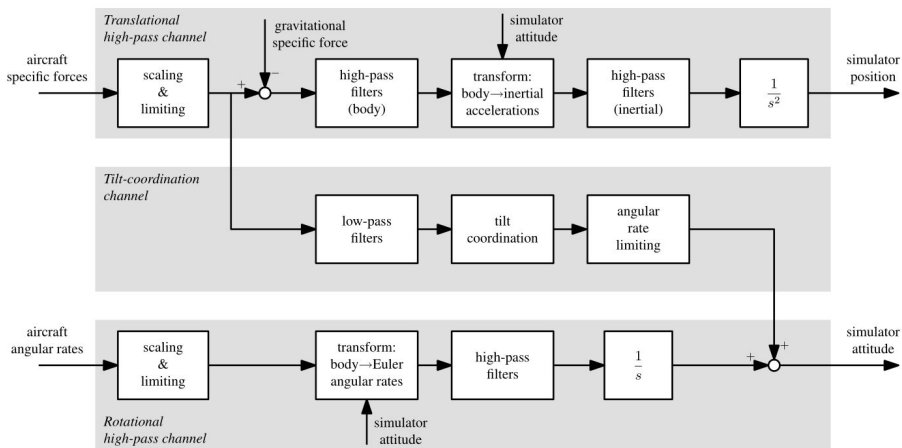 Translational
high-pass channel
gravitational
specific force
simulator
attitude
aircraft
specific forces
scaling
&
limiting
+
−
high-pass
filters
(body)
transform:
body→inertial
accelerations
high-pass
filters
(inertial)
1
s²
simulator
position
Tilt-coordination
channel
low-pass
filters
tilt
coordination
angular
rate
limiting
aircraft
angular rates
scaling
&
limiting
transform:
body→Euler
angular rates
high-pass
filters
1
s
+
+
simulator
attitude
simulator
attitude
Rotational
high-pass channel